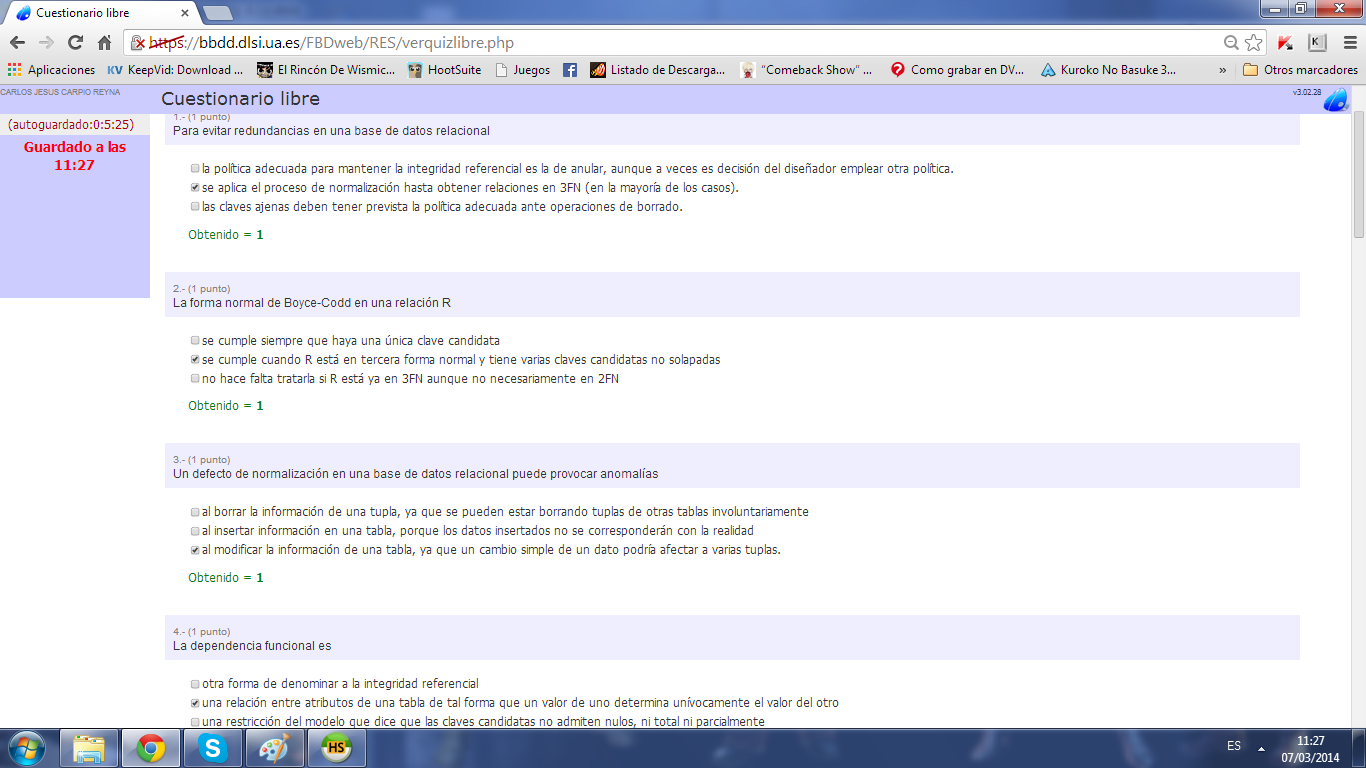 Cuestionario libre
https://bbdd.dlsi.ua.es/FBDweb/RES/verquizlibre.php
Aplicaciones KV KeepVid: Download ... El Rincón De Wismic... HootSuite Juegos Listado de Descarga... "Comeback Show" ... Como grabar en DV... Kuroko No Basuke 3... » Otros marcadores
CARLOS JESUS CARPIO REYNA
Cuestionario libre
v3.02.28
(autoguardado:0:5:25)
Guardado a las
11:27
1.- (1 punto)
Para evitar redundancias en una base de datos relacional
la política adecuada para mantener la integridad referencial es la de anular, aunque a veces es decisión del diseñador emplear otra política.
se aplica el proceso de normalización hasta obtener relaciones en 3FN (en la mayoría de los casos).
las claves ajenas deben tener prevista la política adecuada ante operaciones de borrado.
Obtenido = 1
2.- (1 punto)
La forma normal de Boyce-Codd en una relación R
se cumple siempre que haya una única clave candidata
se cumple cuando R está en tercera forma normal y tiene varias claves candidatas no solapadas
no hace falta tratarla si R está ya en 3FN aunque no necesariamente en 2FN
Obtenido = 1
3.- (1 punto)
Un defecto de normalización en una base de datos relacional puede provocar anomalías
al borrar la información de una tupla, ya que se pueden estar borrando tuplas de otras tablas involuntariamente
al insertar información en una tabla, porque los datos insertados no se corresponderán con la realidad
al modificar la información de una tabla, ya que un cambio simple de un dato podría afectar a varias tuplas.
Obtenido = 1
4.- (1 punto)
La dependencia funcional es
otra forma de denominar a la integridad referencial
una relación entre atributos de una tabla de tal forma que un valor de uno determina unívocamente el valor del otro
una restricción del modelo que dice que las claves candidatas no admiten nulos, ni total ni parcialmente
HS
ES
11:27
07/03/2014